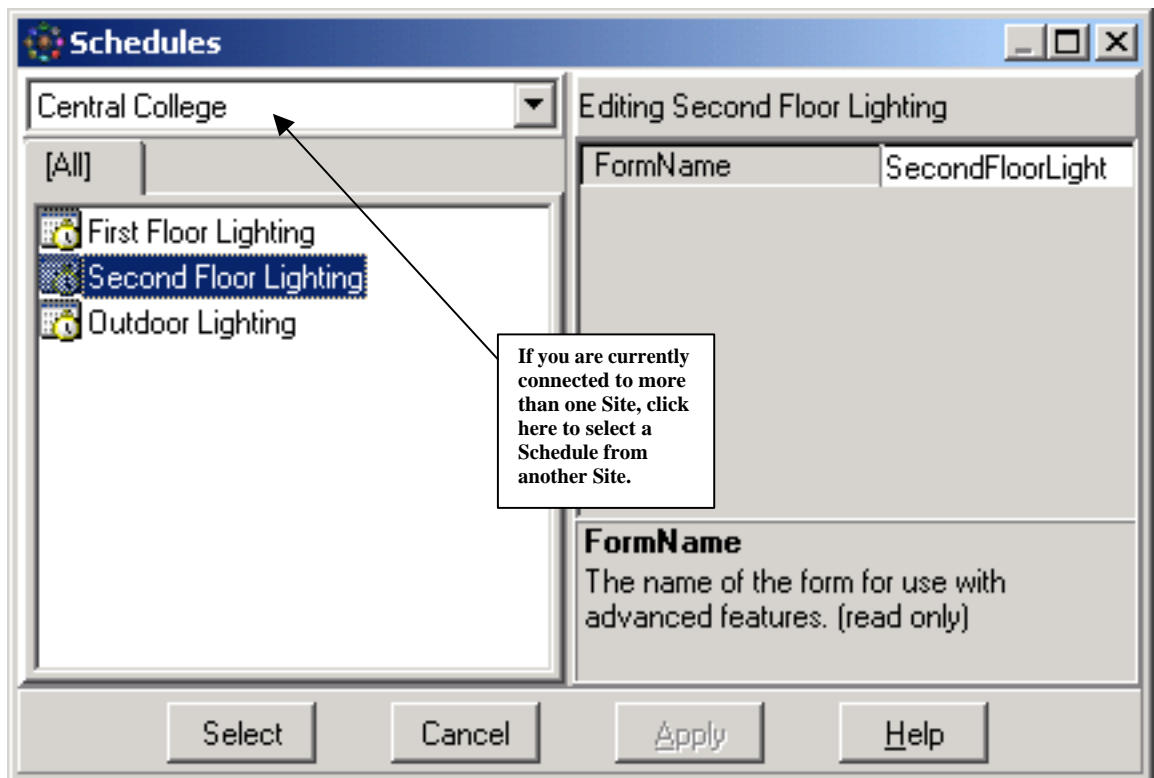 Schedules
Central College
Editing Second Floor Lighting
[All]
FormName
SecondFloorLight
First Floor Lighting
Second Floor Lighting
Outdoor Lighting
If you are currently
connected to more
than one Site, click
here to select a
Schedule from
another Site.
FormName
The name of the form for use with
advanced features. (read only)
Select
Cancel
Apply
Help